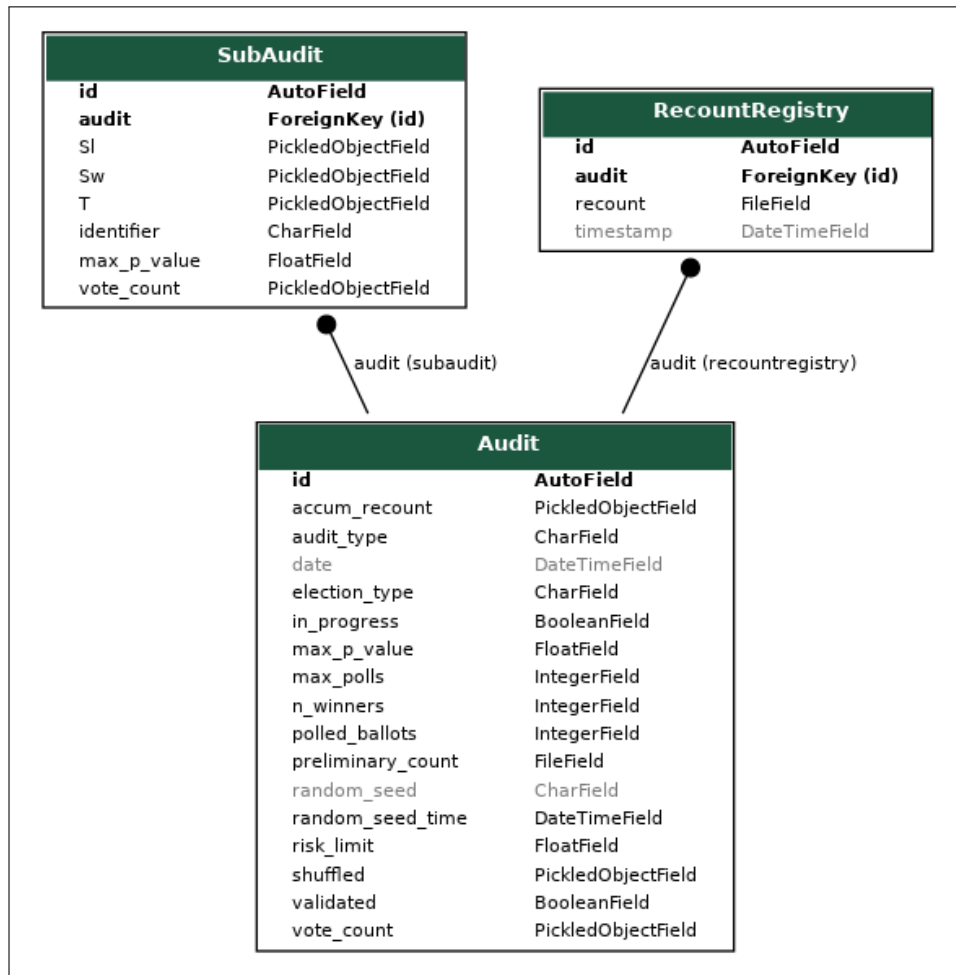 SubAudit
id AutoField
audit ForeignKey (id)
Sl PickledObjectField
Sw PickledObjectField
T PickledObjectField
identifier CharField
max_p_value FloatField
vote_count PickledObjectField
RecountRegistry
id AutoField
audit ForeignKey (id)
recount FileField
timestamp DateTimeField
audit (subaudit)
audit (recountregistry)
Audit
id AutoField
accum_recount PickledObjectField
audit_type CharField
date DateTimeField
election_type CharField
in_progress BooleanField
max_p_value FloatField
max_polls IntegerField
n_winners IntegerField
polled_ballots IntegerField
preliminary_count FileField
random_seed CharField
random_seed_time DateTimeField
risk_limit FloatField
shuffled PickledObjectField
validated BooleanField
vote_count PickledObjectField